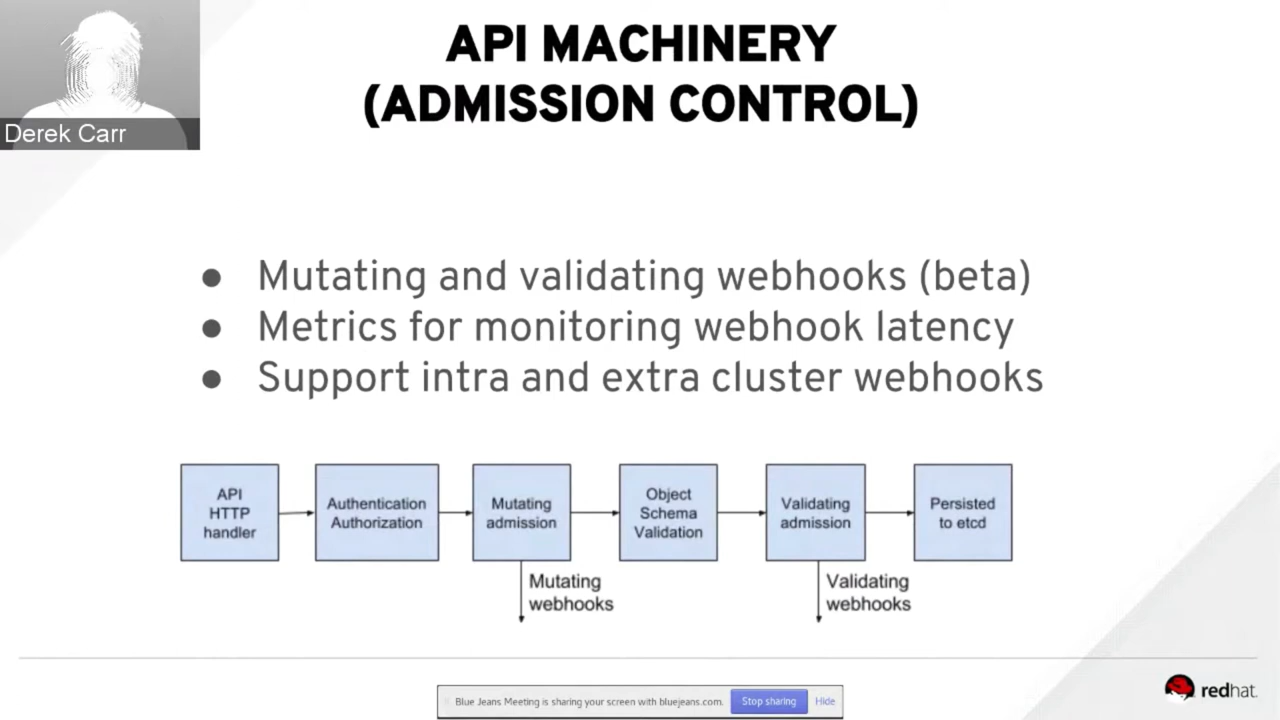 API MACHINERY
(ADMISSION CONTROL)
Derek Carr
● Mutating and validating webhooks (beta)
● Metrics for monitoring webhook latency
● Support intra and extra cluster webhooks
API
HTTP
handler
Authentication
Authorization
Mutating
admission
Object
Schema
Validation
Validating
admission
Persisted
to etcd
Mutating
webhooks
Validating
webhooks
redhat.
Blue Jeans Meeting is sharing your screen with bluejeans.com. Stop sharing Hide